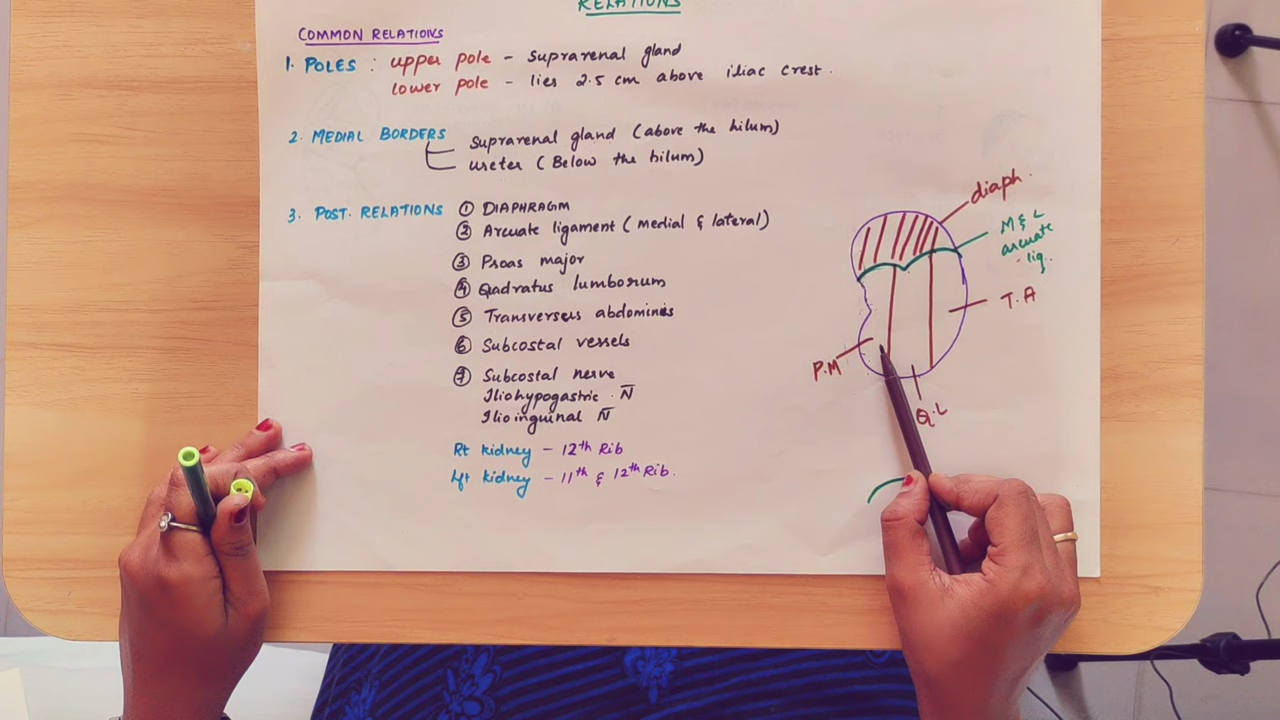 RELATIONS
COMMON RELATIONS
1. POLES : upper pole - suprarenal gland
lower pole - lies 2.5 cm above iliac crest.
2. MEDIAL BORDERS
suprarenal gland (above the hilum)
ureter (Below the hilum)
3. POST. RELATIONS
① DIAPHRAGM
② Arcuate ligament (medial & lateral)
③ Psoas major
④ Qadratus lumborum
⑤ Transversus abdominis
⑥ Subcostal vessels
⑦ Subcostal nerve
Iliohypogastric N̅
Ilioinguinal N̅
Rt kidney - 12th Rib
Lft kidney - 11th & 12th Rib.
diaph.
M & L
arcuate
lig.
T.A
P.M
Q.L